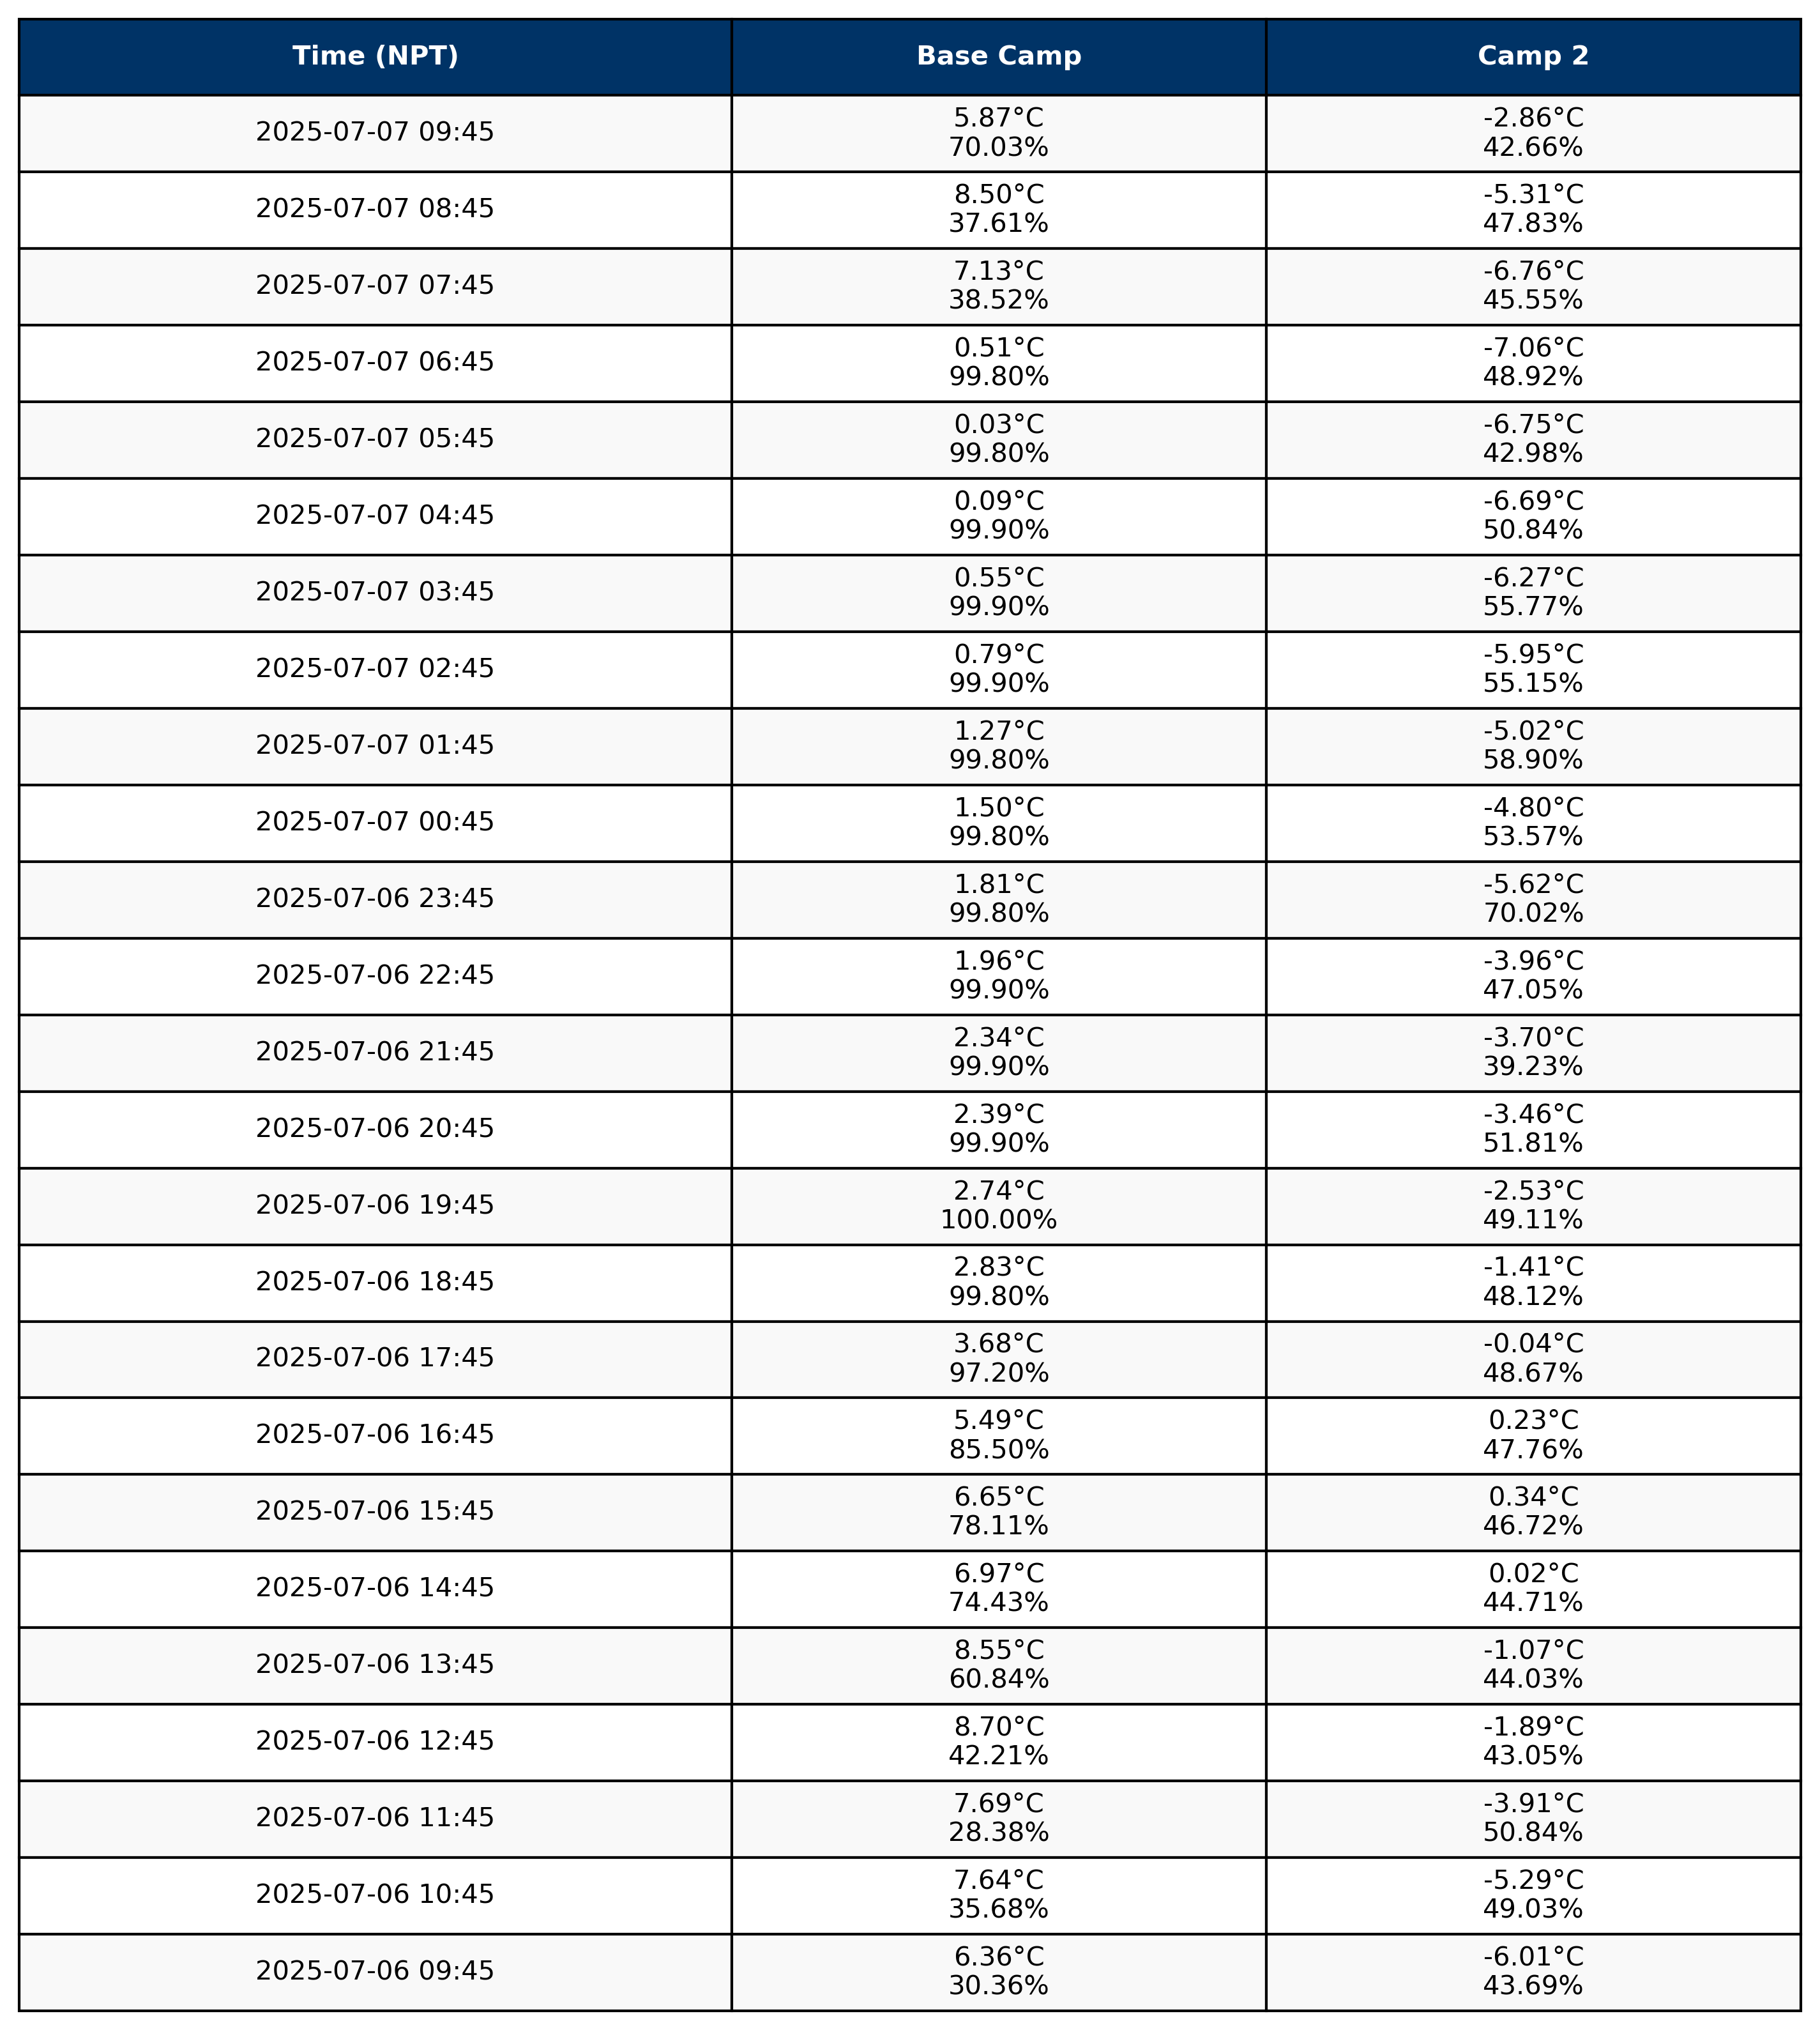 Time (NPT) Base Camp Camp 2
2025-07-07 09:45 5.87°C -2.86°C
70.03% 42.66%
2025-07-07 08:45 8.50°C -5.31°C
37.61% 47.83%
2025-07-07 07:45 7.13°C -6.76°C
38.52% 45.55%
2025-07-07 06:45 0.51°C -7.06°C
99.80% 48.92%
2025-07-07 05:45 0.03°C -6.75°C
99.80% 42.98%
2025-07-07 04:45 0.09°C -6.69°C
99.90% 50.84%
2025-07-07 03:45 0.55°C -6.27°C
99.90% 55.77%
2025-07-07 02:45 0.79°C -5.95°C
99.90% 55.15%
2025-07-07 01:45 1.27°C -5.02°C
99.80% 58.90%
2025-07-07 00:45 1.50°C -4.80°C
99.80% 53.57%
2025-07-06 23:45 1.81°C -5.62°C
99.80% 70.02%
2025-07-06 22:45 1.96°C -3.96°C
99.90% 47.05%
2025-07-06 21:45 2.34°C -3.70°C
99.90% 39.23%
2025-07-06 20:45 2.39°C -3.46°C
99.90% 51.81%
2025-07-06 19:45 2.74°C -2.53°C
100.00% 49.11%
2025-07-06 18:45 2.83°C -1.41°C
99.80% 48.12%
2025-07-06 17:45 3.68°C -0.04°C
97.20% 48.67%
2025-07-06 16:45 5.49°C 0.23°C
85.50% 47.76%
2025-07-06 15:45 6.65°C 0.34°C
78.11% 46.72%
2025-07-06 14:45 6.97°C 0.02°C
74.43% 44.71%
2025-07-06 13:45 8.55°C -1.07°C
60.84% 44.03%
2025-07-06 12:45 8.70°C -1.89°C
42.21% 43.05%
2025-07-06 11:45 7.69°C -3.91°C
28.38% 50.84%
2025-07-06 10:45 7.64°C -5.29°C
35.68% 49.03%
2025-07-06 09:45 6.36°C -6.01°C
30.36% 43.69%